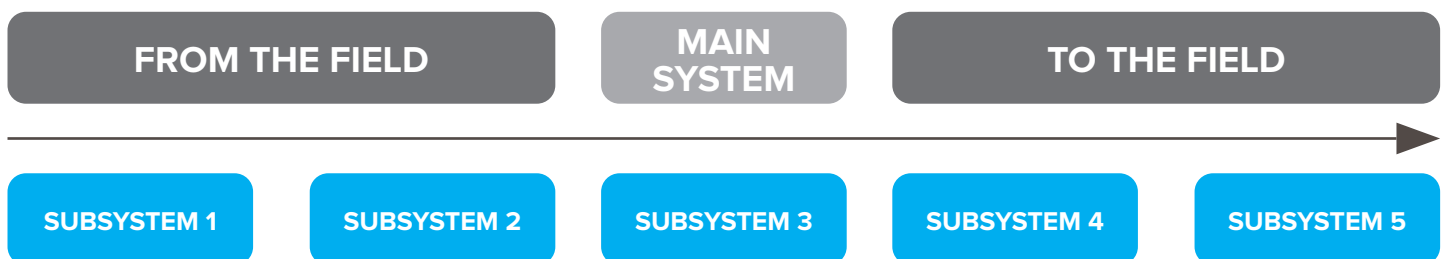 FROM THE FIELD
MAIN
SYSTEM
TO THE FIELD
SUBSYSTEM 1
SUBSYSTEM 2
SUBSYSTEM 3
SUBSYSTEM 4
SUBSYSTEM 5